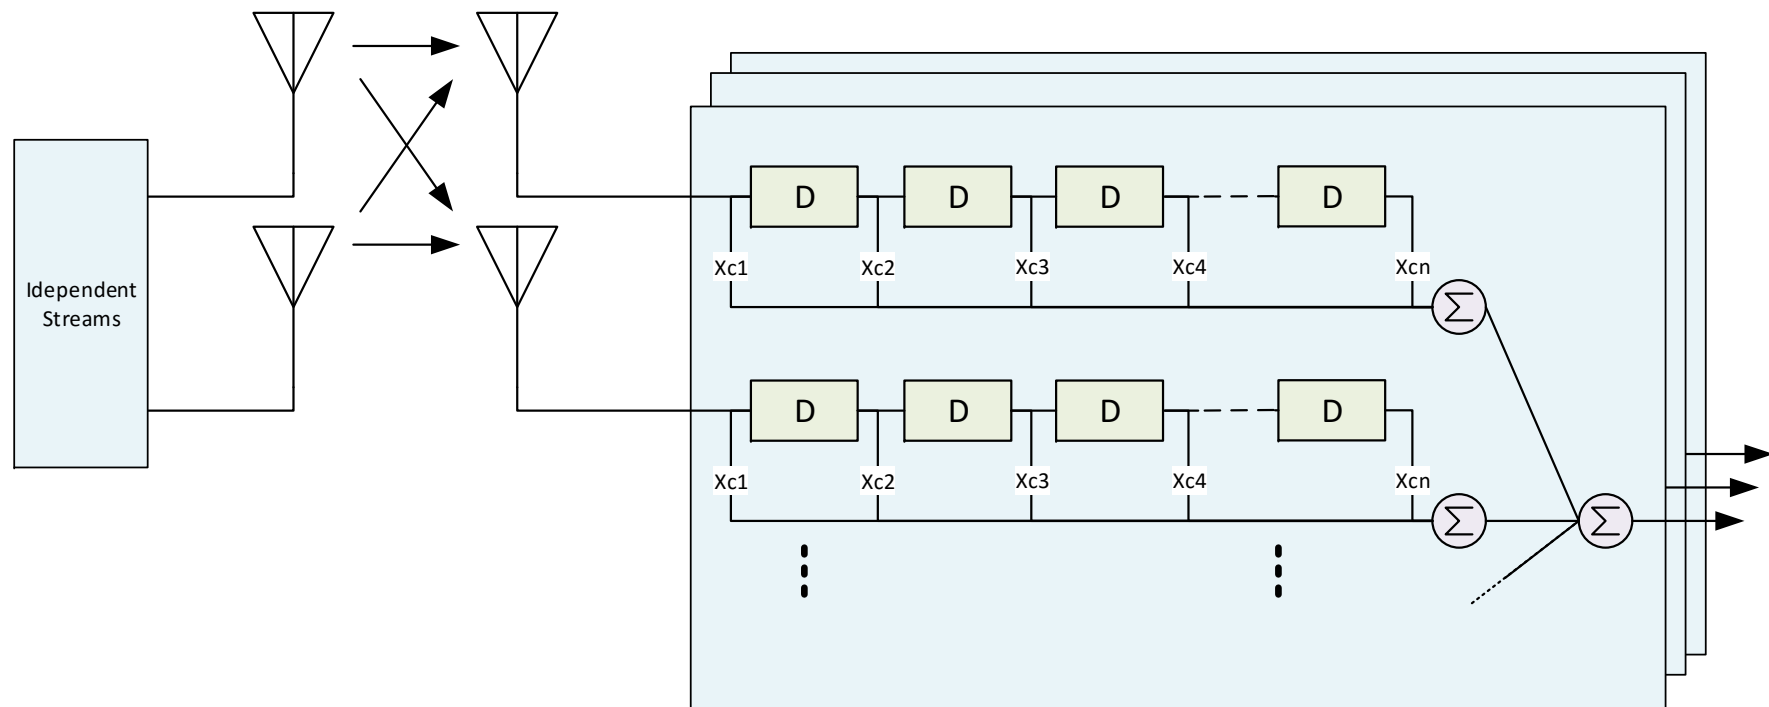 Idependent
Streams
D D D D
Xc1 Xc2 Xc3 Xc4 Xcn
Σ
D D D D
Xc1 Xc2 Xc3 Xc4 Xcn
Σ Σ